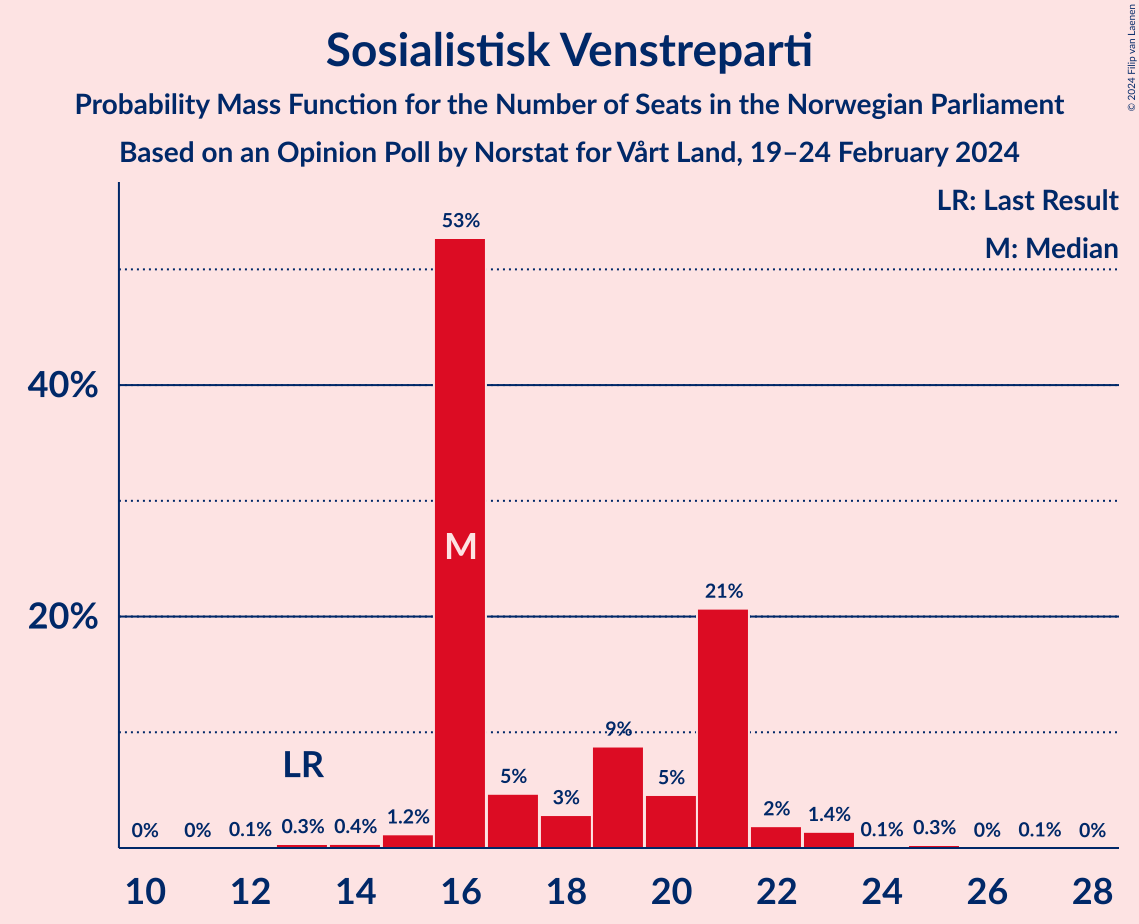 Sosialistisk Venstreparti
Probability Mass Function for the Number of Seats in the Norwegian Parliament
Based on an Opinion Poll by Norstat for Vårt Land, 19–24 February 2024
© 2024 Filip van Laenen
LR: Last Result
M: Median
40%
20%
0%
0%
0.1%
0.3%
0.4%
1.2%
53%
5%
3%
9%
5%
21%
2%
1.4%
0.1%
0.3%
0%
0.1%
0%
LR
M
10 12 14 16 18 20 22 24 26 28